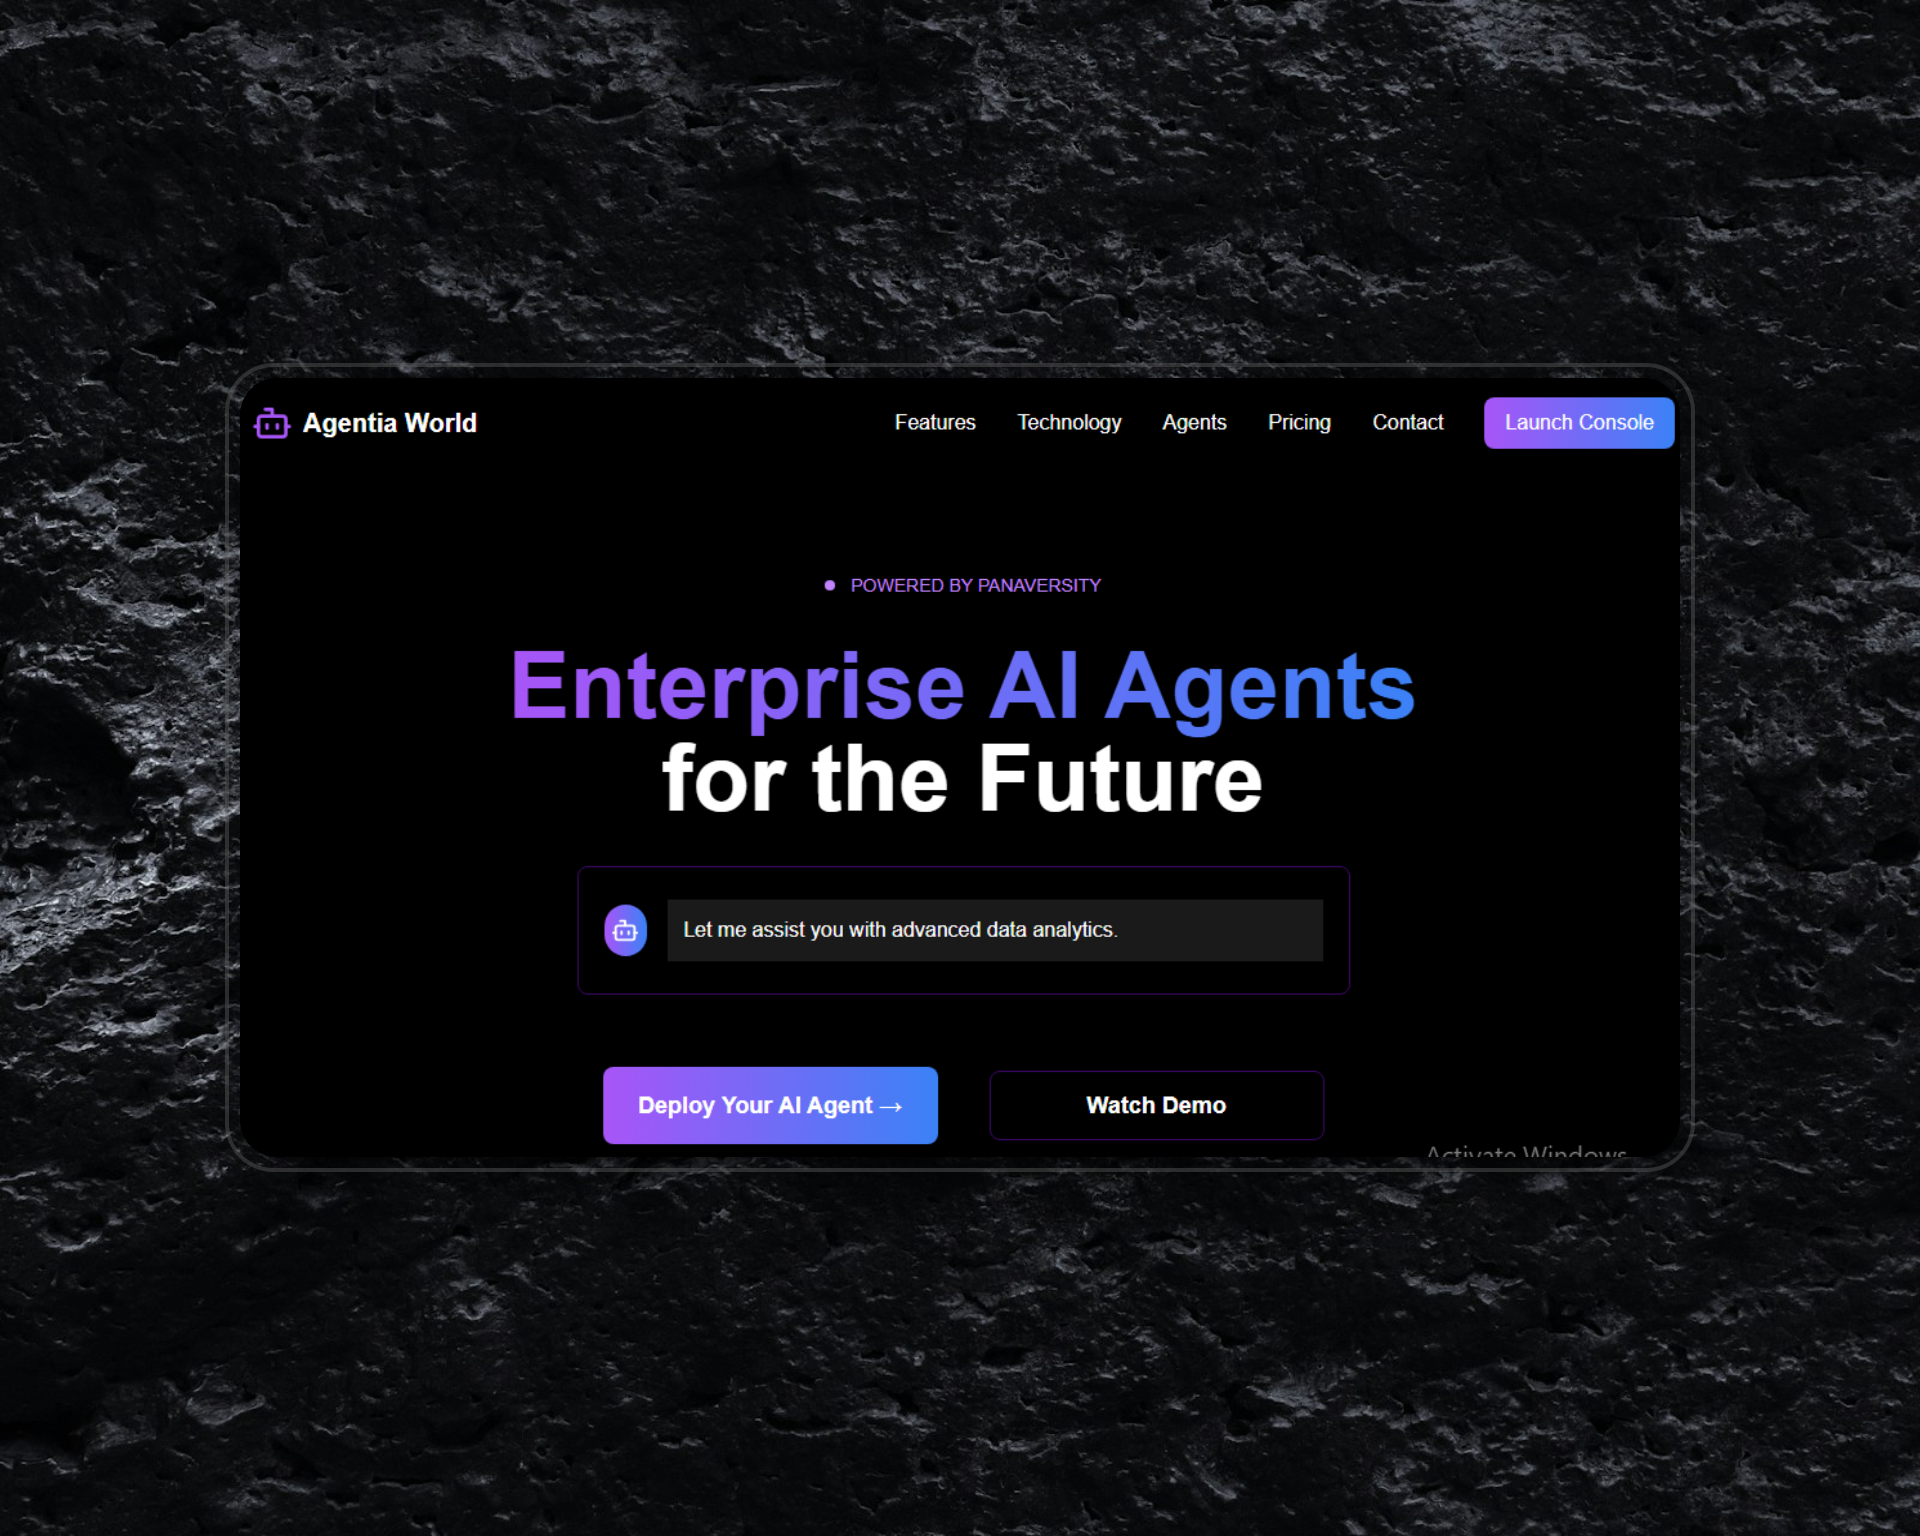 Agentia World
Features Technology Agents Pricing Contact Launch Console
POWERED BY PANAVERSITY
Enterprise AI Agents
for the Future
Let me assist you with advanced data analytics.
Deploy Your AI Agent →
Watch Demo
Activate Windows